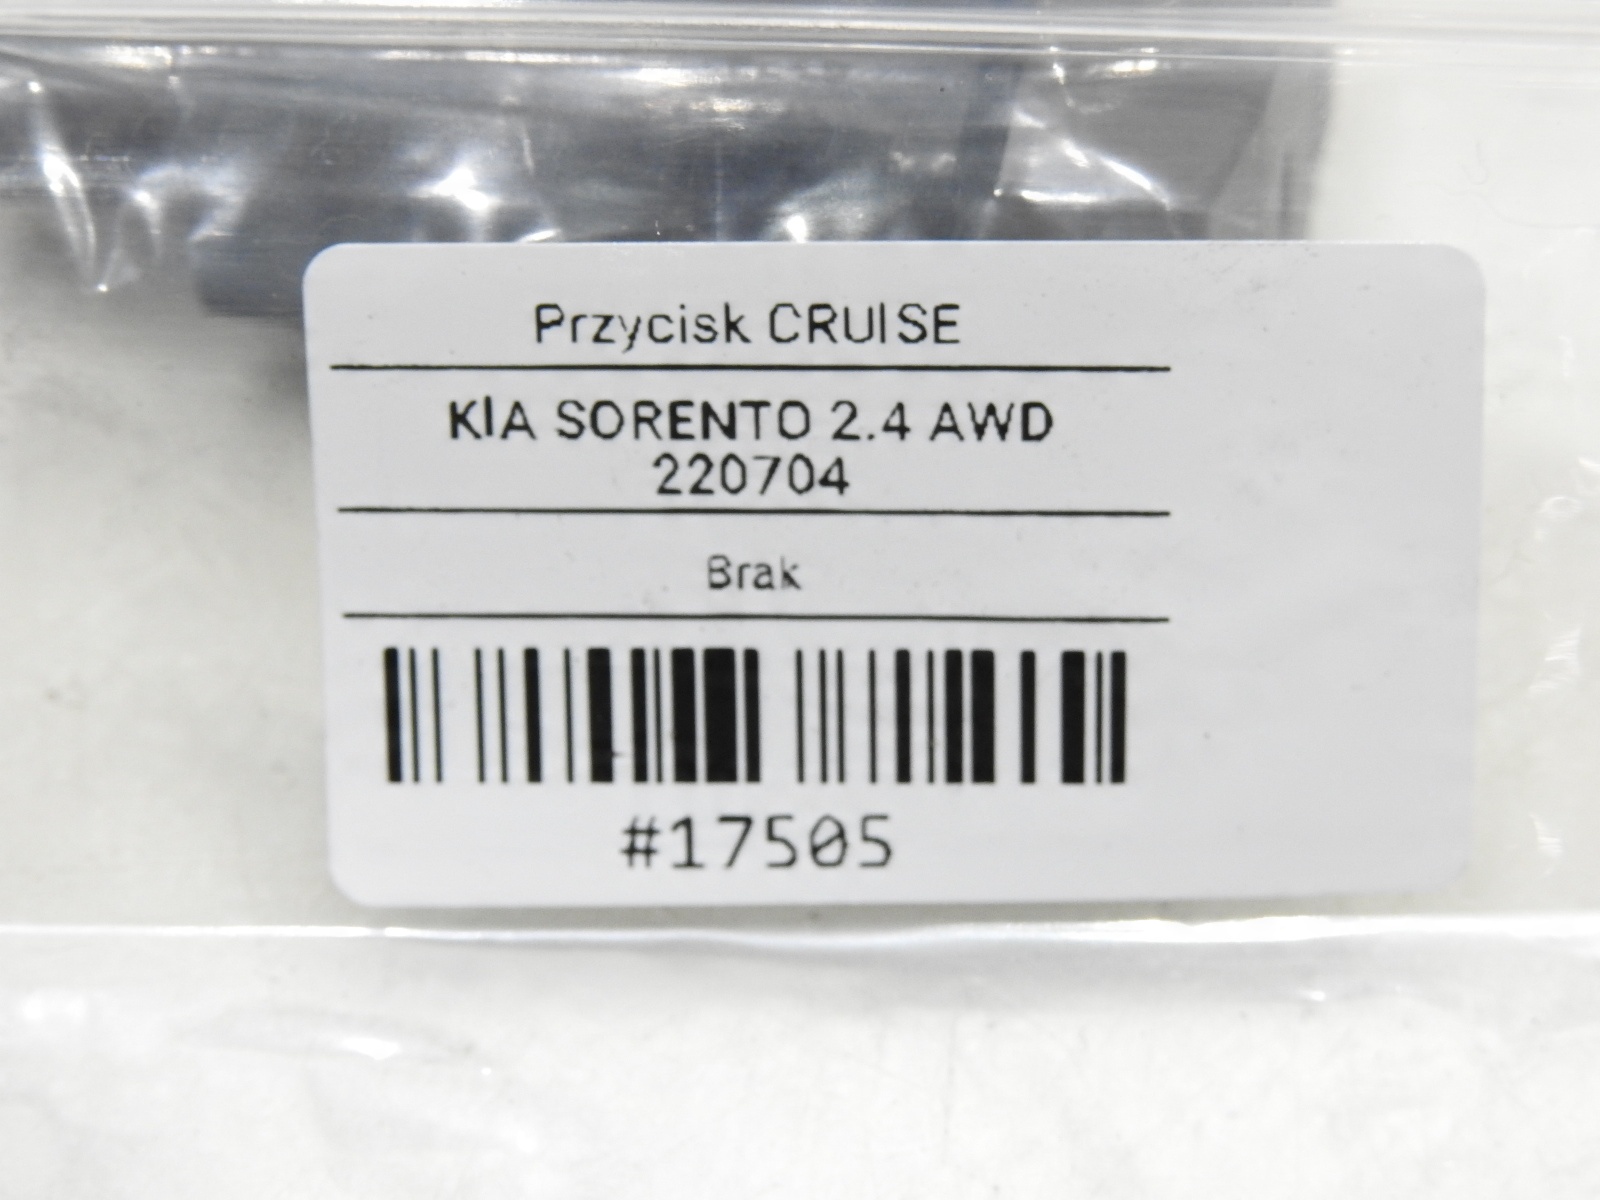 Przycisk CRUISE
KIA SORENTO 2.4 AWD
220704
Brak
#17505